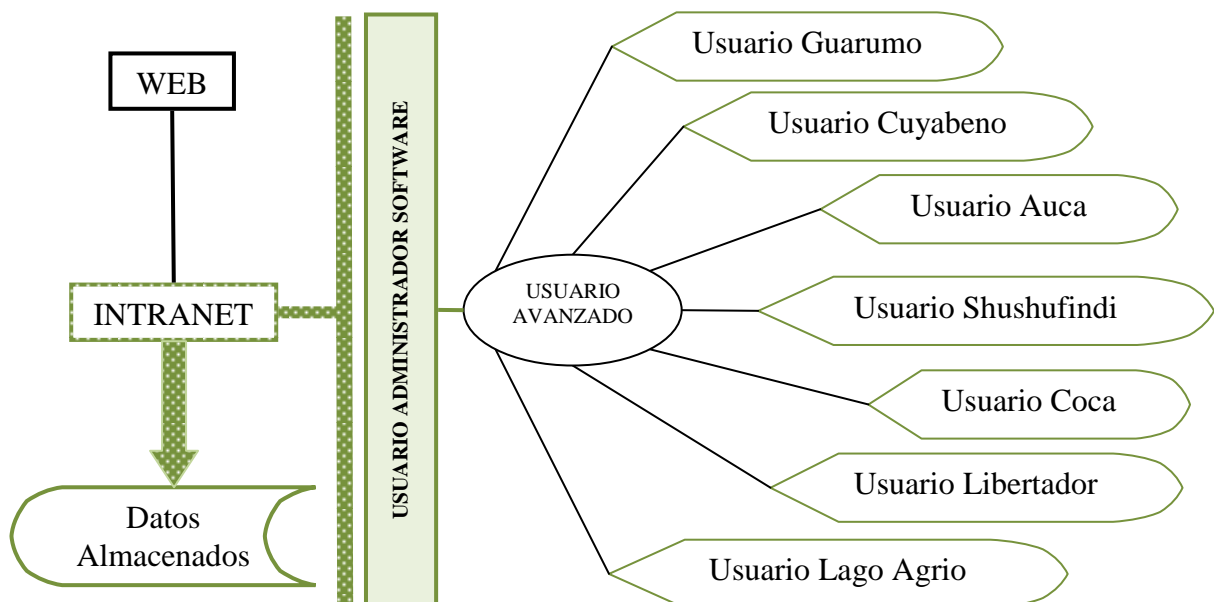 WEB
INTRANET
Datos
Almacenados
USUARIO ADMINISTRADOR SOFTWARE
USUARIO
AVANZADO
Usuario Guarumo
Usuario Cuyabeno
Usuario Auca
Usuario Shushufindi
Usuario Coca
Usuario Libertador
Usuario Lago Agrio